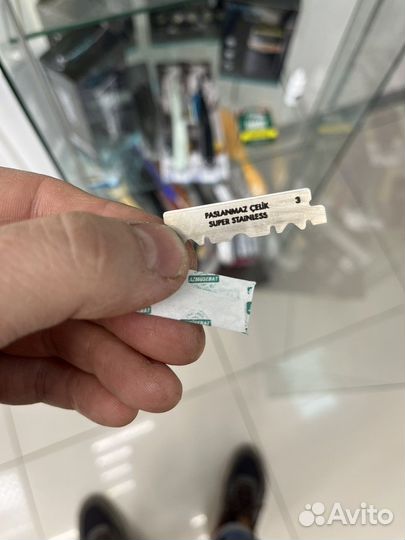 PASLANMAZ ÇELİK 3
SUPER STAINLESS
Avito